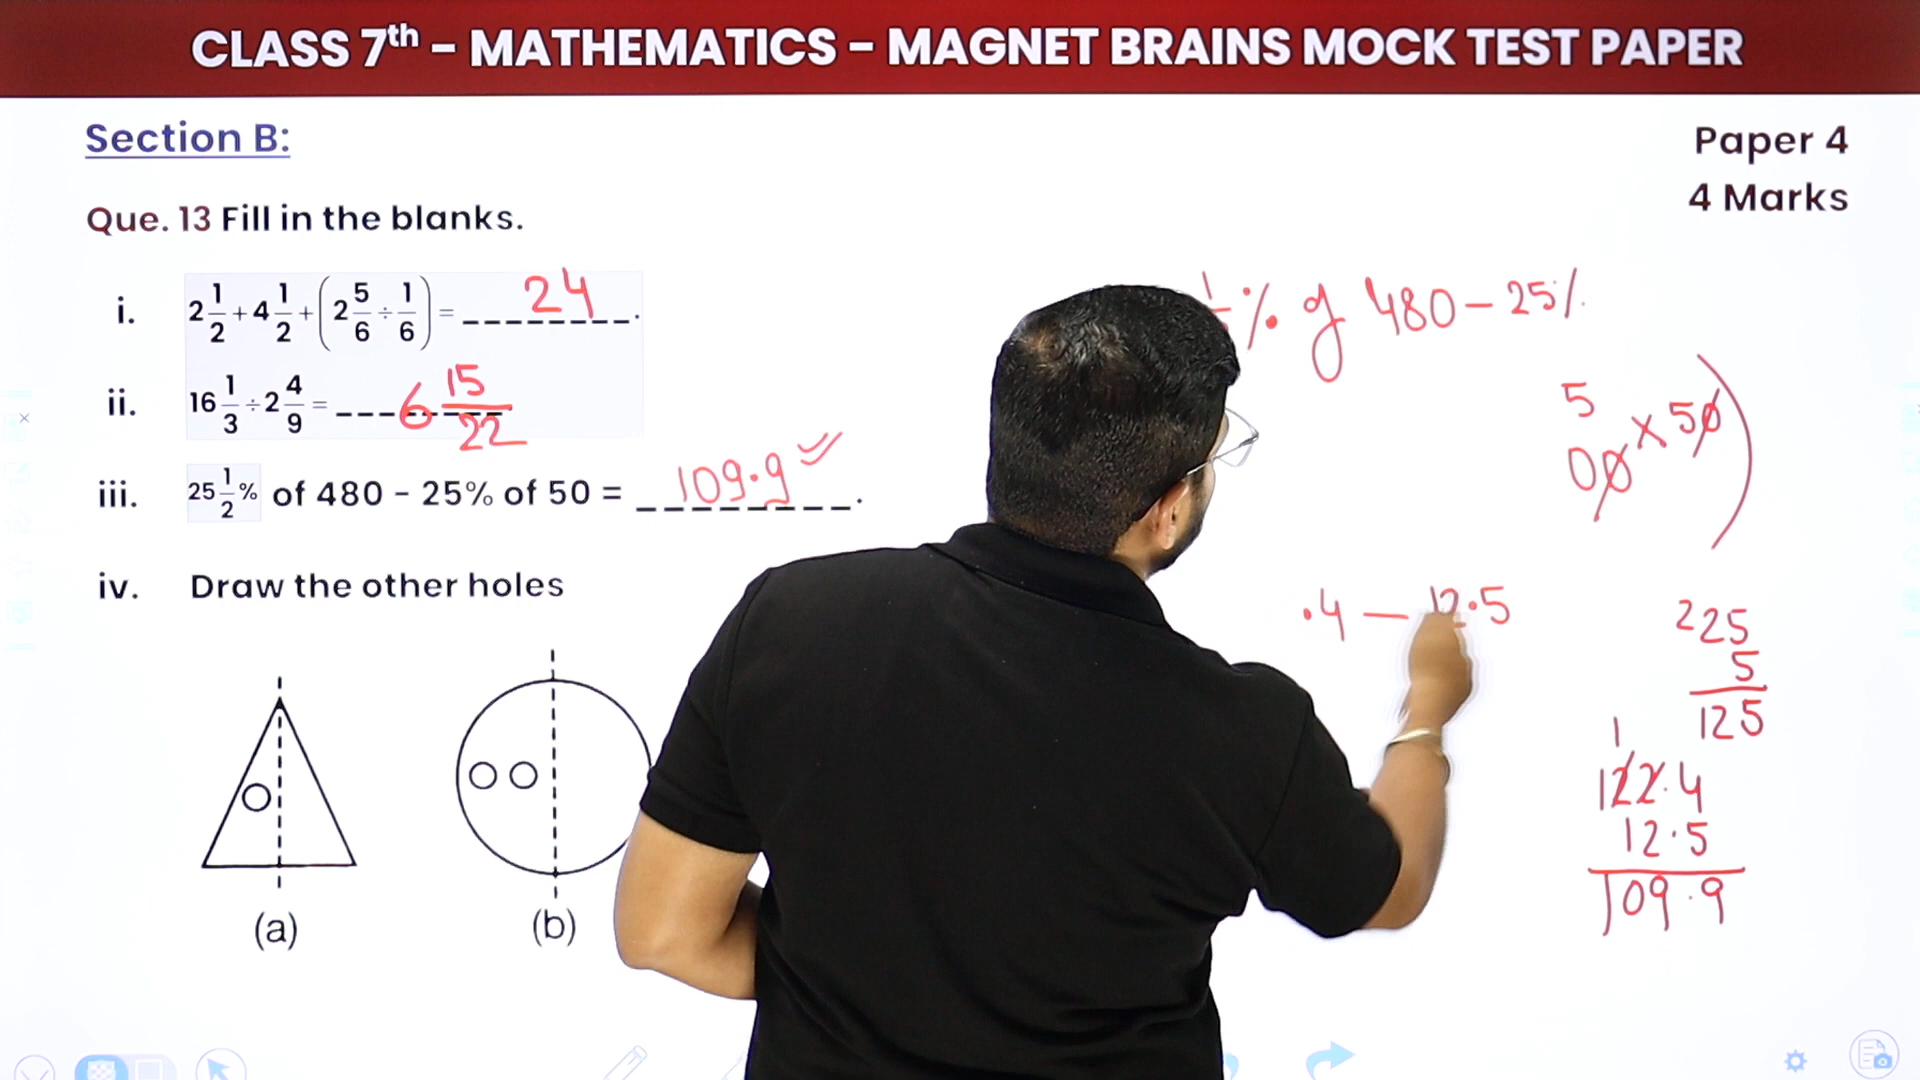 CLASS 7th - MATHEMATICS - MAGNET BRAINS MOCK TEST PAPER
Section B:
Paper 4
4 Marks
Que. 13 Fill in the blanks.
i. 2 1/2 + 4 1/2 + (2 5/6 ÷ 1/6) = 24.
ii. 16 1/3 ÷ 2 4/9 = 6 15/22
iii. 25 1/2 % of 480 - 25% of 50 = 109.9.
iv. Draw the other holes
(a)
(b)
% of 480 - 25%
5
00 × 50)
.4 — 12.5
225
5
125
1
122.4
12.5
109.9